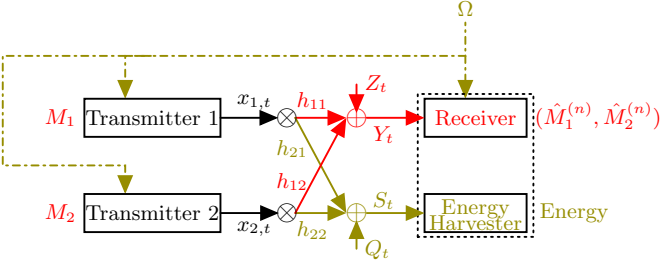 Ω
M₁ Transmitter 1 x₁,ₜ h₁₁ Zₜ Yₜ Receiver (M̂₁⁽ⁿ⁾, M̂₂⁽ⁿ⁾)
h₂₁
h₁₂
M₂ Transmitter 2 x₂,ₜ h₂₂ Sₜ Qₜ Energy Harvester Energy